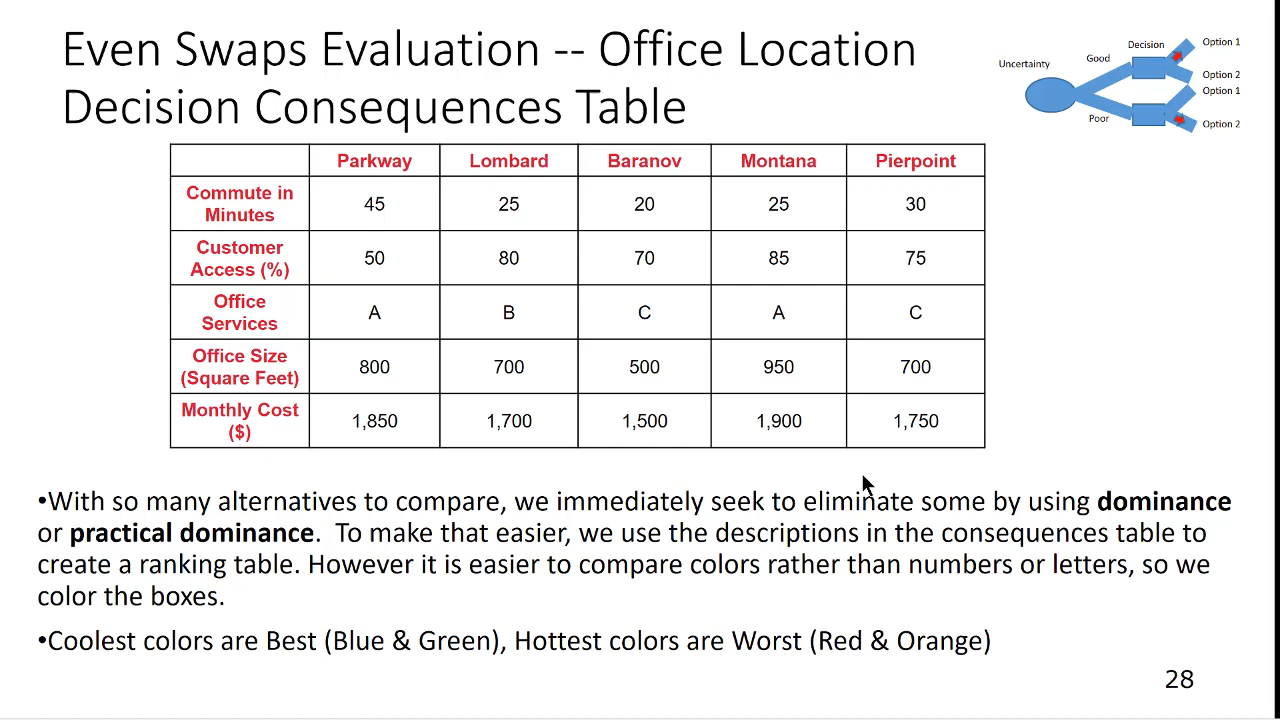 Even Swaps Evaluation -- Office Location
Decision Consequences Table
Uncertainty
Good
Poor
Decision
Option 1
Option 2
Option 1
Option 2
Parkway Lombard Baranov Montana Pierpoint
Commute in
Minutes
45 25 20 25 30
Customer
Access (%)
50 80 70 85 75
Office
Services
A B C A C
Office Size
(Square Feet)
800 700 500 950 700
Monthly Cost
($)
1,850 1,700 1,500 1,900 1,750
•With so many alternatives to compare, we immediately seek to eliminate some by using dominance
or practical dominance. To make that easier, we use the descriptions in the consequences table to
create a ranking table. However it is easier to compare colors rather than numbers or letters, so we
color the boxes.
•Coolest colors are Best (Blue & Green), Hottest colors are Worst (Red & Orange)
28